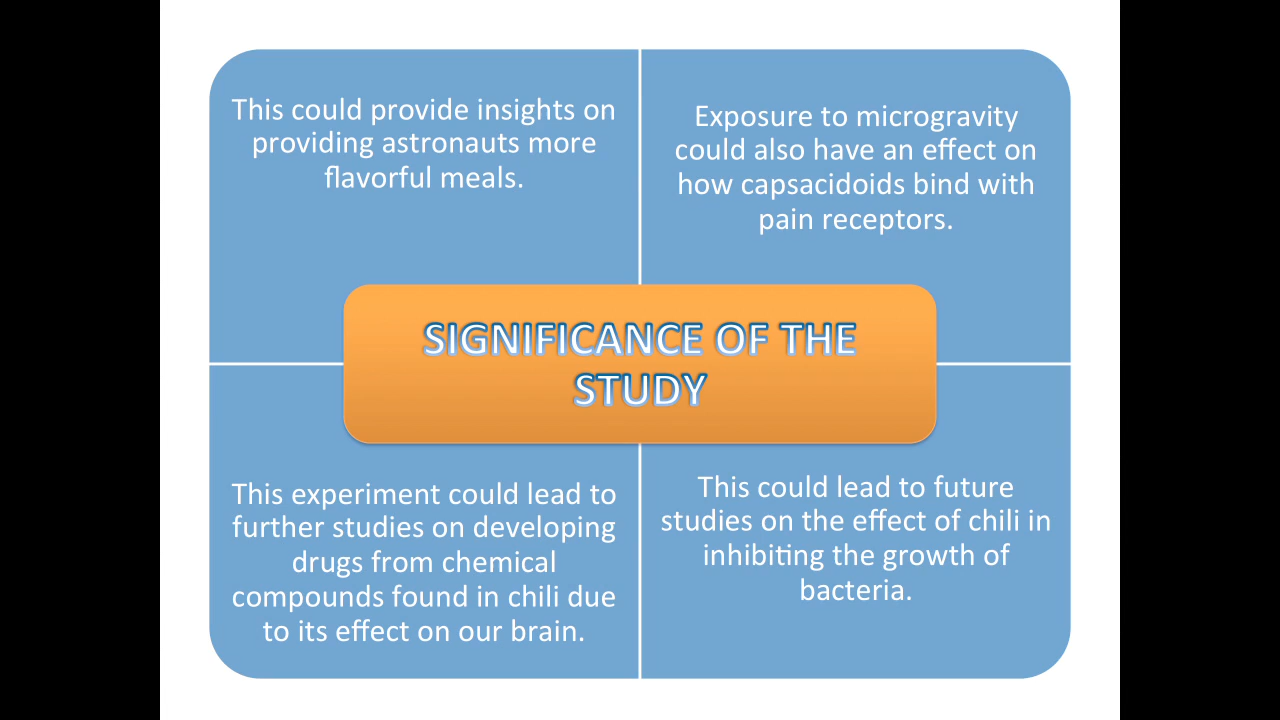 This could provide insights on
providing astronauts more
flavorful meals.
Exposure to microgravity
could also have an effect on
how capsacidoids bind with
pain receptors.
SIGNIFICANCE OF THE
STUDY
This experiment could lead to
further studies on developing
drugs from chemical
compounds found in chili due
to its effect on our brain.
This could lead to future
studies on the effect of chili in
inhibiting the growth of
bacteria.